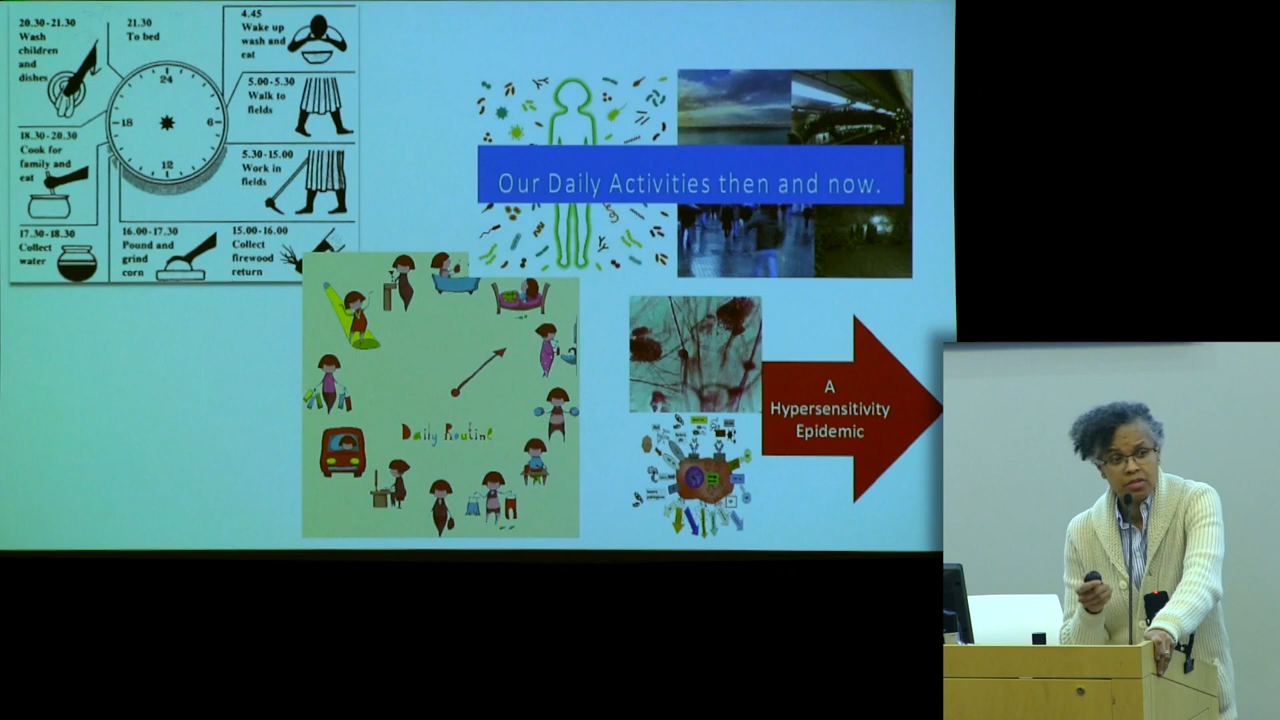 20.30-21.30
Wash
children
and
dishes
21.30
To bed
4.45
Wake up
wash and
eat
5.00-5.30
Walk to
fields
24
18
6
12
18.30-20.30
Cook for
family and
eat
5.30-15.00
Work in
fields
17.30-18.30
Collect
water
16.00-17.30
Pound and
grind
corn
15.00-16.00
Collect
firewood
return
Our Daily Activities then and now.
Daily Routine
A
Hypersensitivity
Epidemic